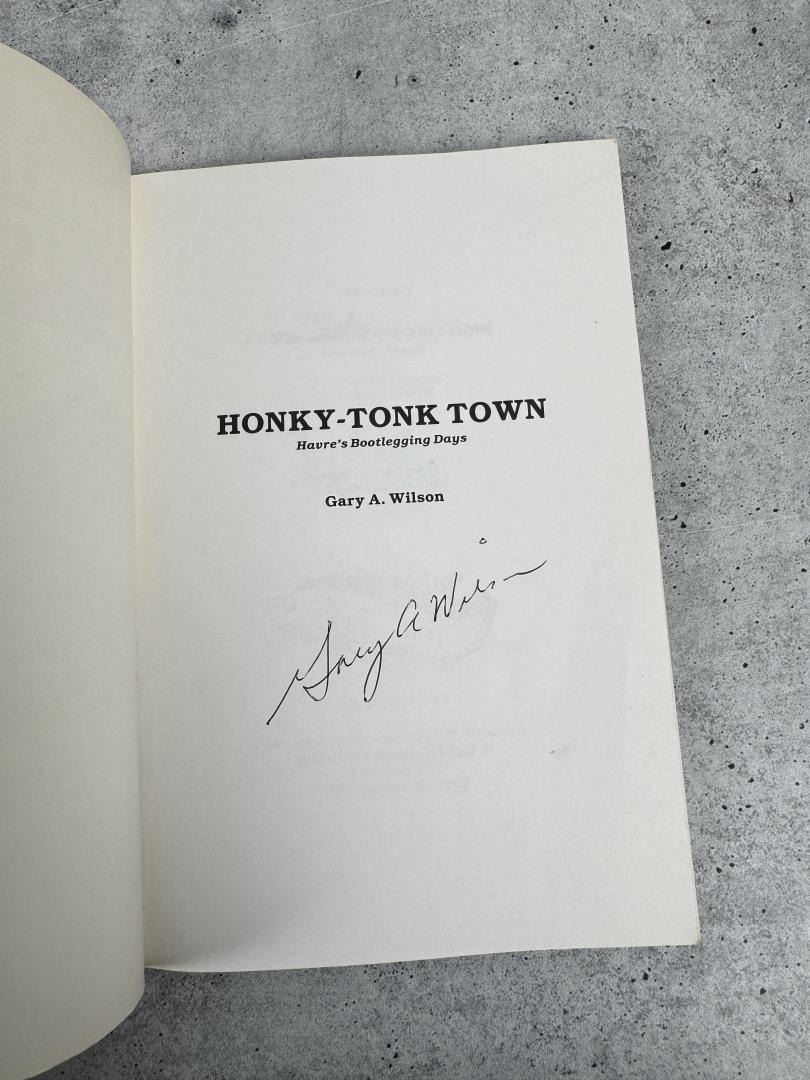 HONKY-TONK TOWN
Havre's Bootlegging Days
Gary A. Wilson
Gary A Wilson